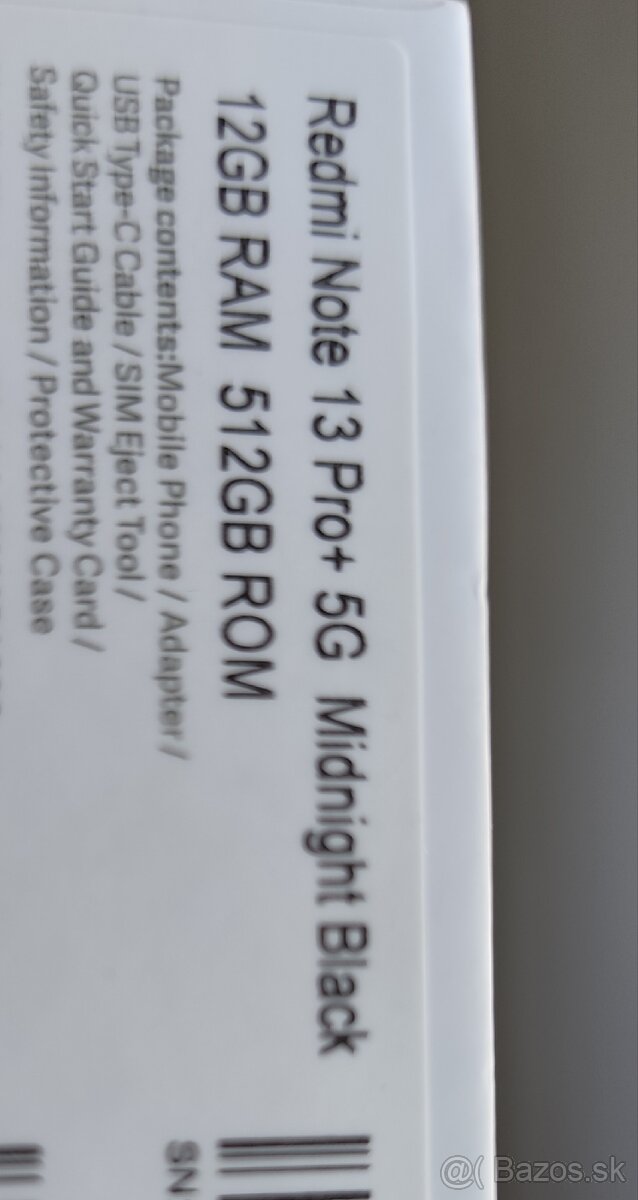 Redmi Note 13 Pro+ 5G Midnight Black
12GB RAM 512GB ROM
Package contents:Mobile Phone / Adapter /
USB Type-C Cable / SIM Eject Tool /
Quick Start Guide and Warranty Card /
Safety Information / Protective Case
SN
@( Bazos.sk